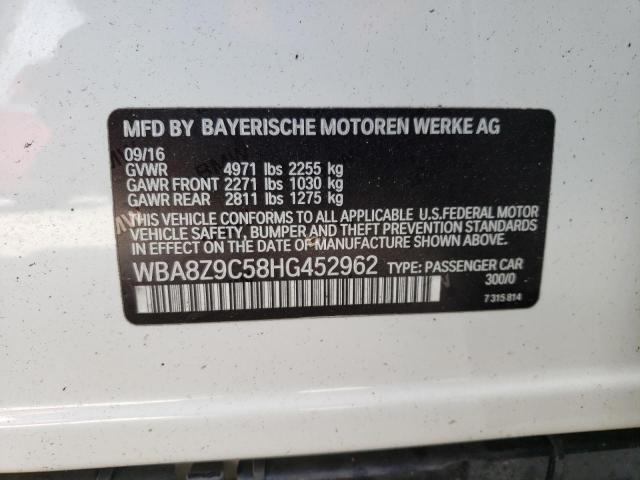 MFD BY BAYERISCHE MOTOREN WERKE AG
09/16
GVWR 4971 lbs 2255 kg
GAWR FRONT 2271 lbs 1030 kg
GAWR REAR 2811 lbs 1275 kg
THIS VEHICLE CONFORMS TO ALL APPLICABLE U.S.FEDERAL MOTOR
VEHICLE SAFETY, BUMPER AND THEFT PREVENTION STANDARDS
IN EFFECT ON THE DATE OF MANUFACTURE SHOWN ABOVE.
WBA8Z9C58HG452962 TYPE: PASSENGER CAR
300/0
7 315 814